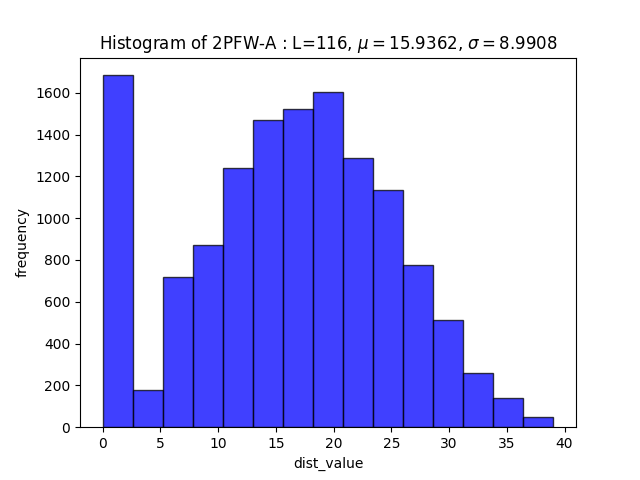 Histogram of 2PFW-A : L=116, μ = 15.9362, σ = 8.9908
frequency
1600
1400
1200
1000
800
600
400
200
0
0 5 10 15 20 25 30 35 40
dist_value